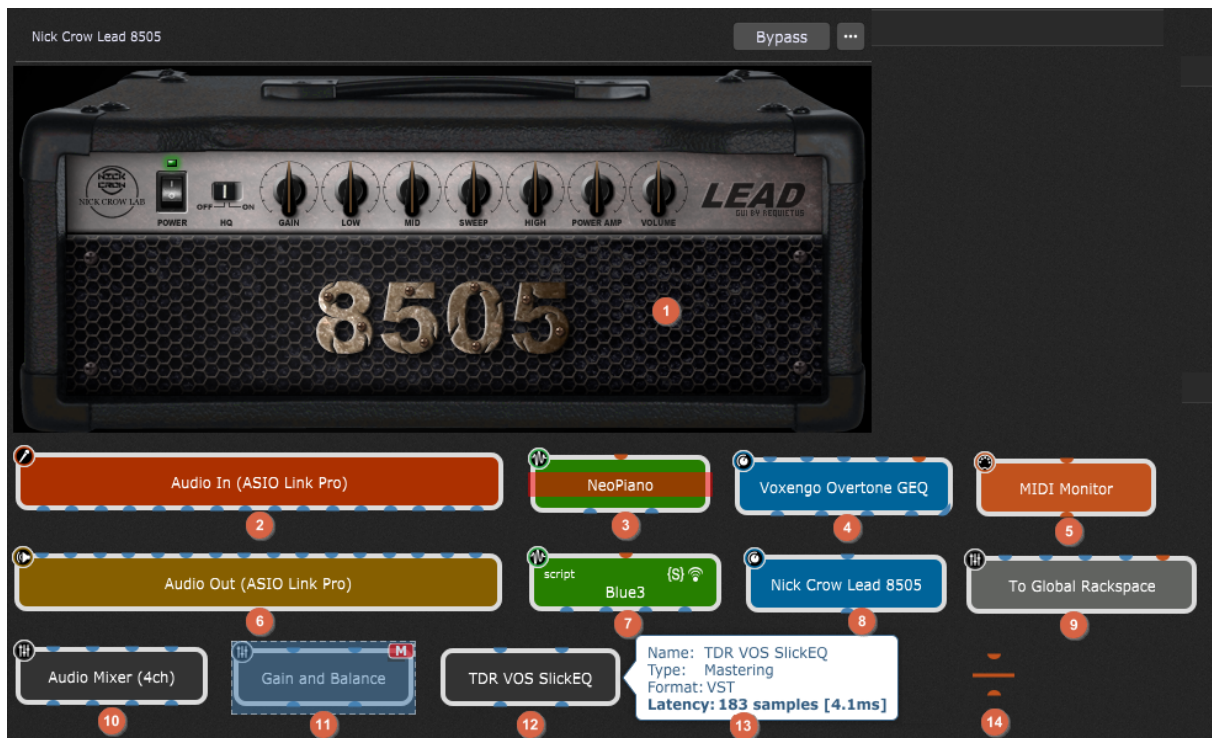 Nick Crow Lead 8505
Bypass
NICK
CROW
NICK CROW LAB
POWER
OFF ON
HQ
GAIN
LOW
MID
SWEEP
HIGH
POWER AMP
VOLUME
LEAD
GUI BY REQUICTUS
8505
1
Audio In (ASIO Link Pro)
NeoPiano
Voxengo Overtone GEQ
MIDI Monitor
2
3
4
5
Audio Out (ASIO Link Pro)
script {S}
Blue3
Nick Crow Lead 8505
To Global Rackspace
6
7
8
9
Audio Mixer (4ch)
M
Gain and Balance
TDR VOS SlickEQ
Name: TDR VOS SlickEQ
Type: Mastering
Format: VST
Latency: 183 samples [4.1ms]
10
11
12
13
14